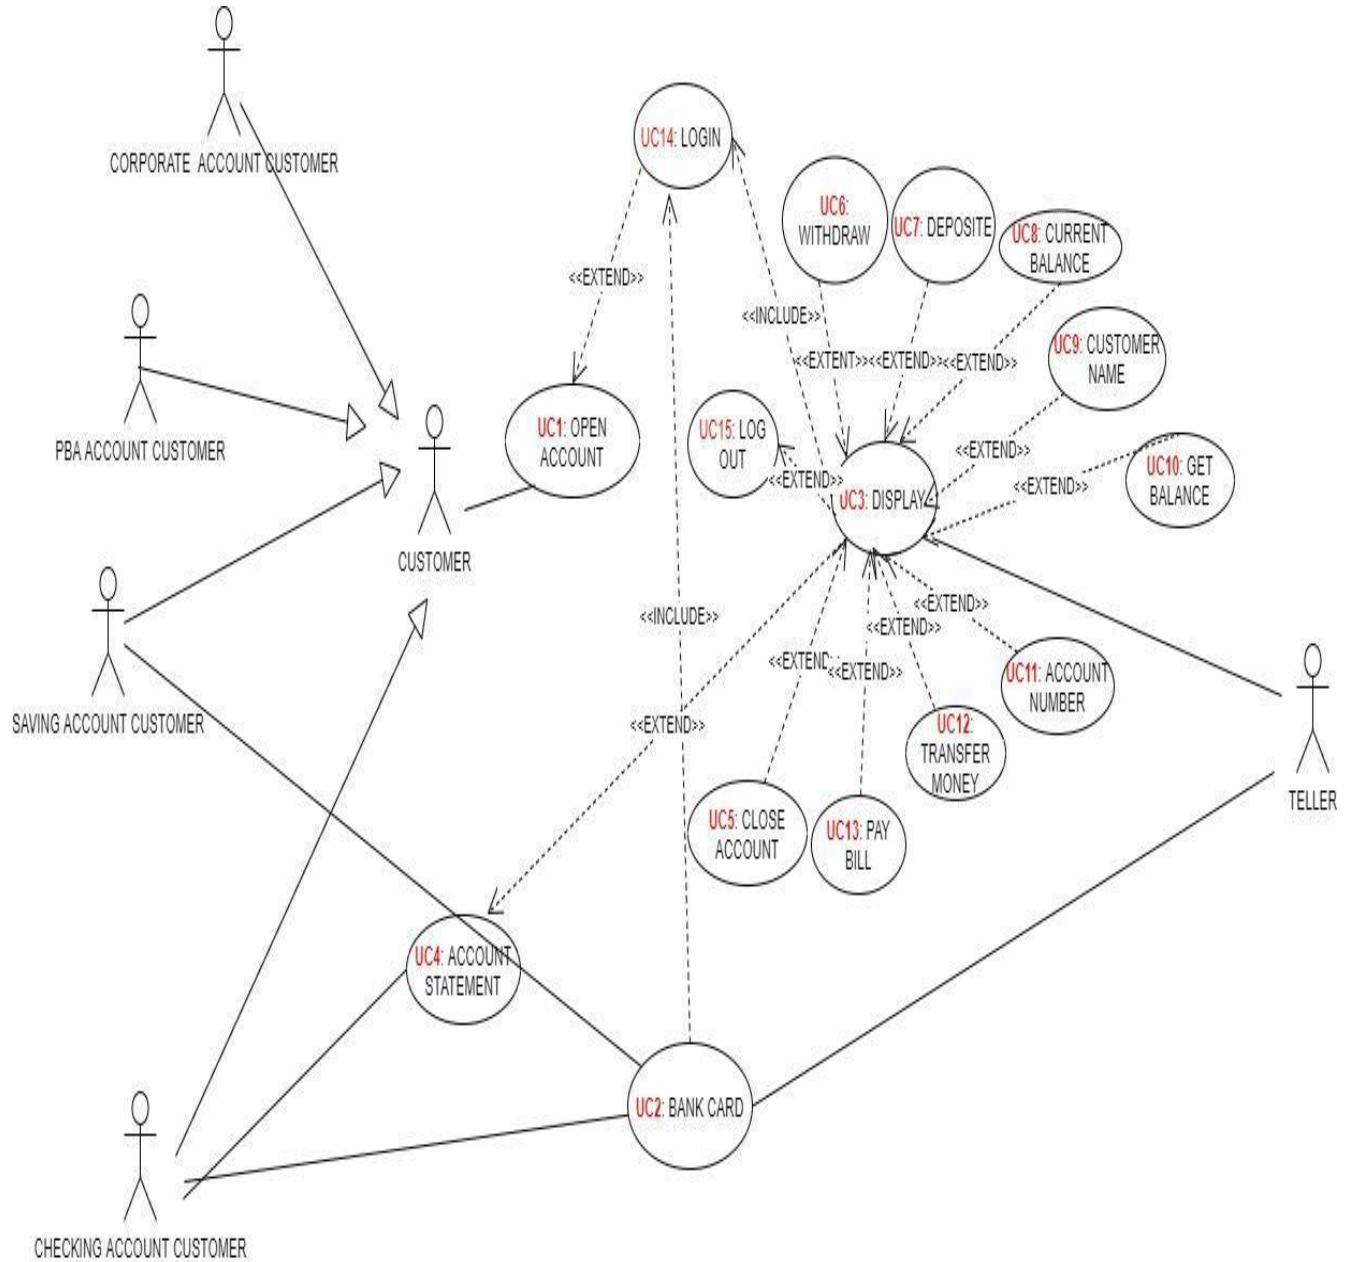 CORPORATE ACCOUNT CUSTOMER
UC14: LOGIN
UC6:
WITHDRAW
UC7: DEPOSITE
UC8: CURRENT
BALANCE
<<EXTEND>>
<<INCLUDE>>
UC9: CUSTOMER
NAME
<<EXTENT>>
<<EXTEND>>
<<EXTEND>>
PBA ACCOUNT CUSTOMER
UC1: OPEN
ACCOUNT
UC15: LOG
OUT
<<EXTEND>>
<<EXTEND>>
<<EXTEND>>
UC10: GET
BALANCE
UC3: DISPLAY
CUSTOMER
<<INCLUDE>>
<<EXTEND>>
<<EXTEND>>
<<EXTEND>>
<<EXTEND>>
UC11: ACCOUNT
NUMBER
SAVING ACCOUNT CUSTOMER
<<EXTEND>>
UC12:
TRANSFER
MONEY
TELLER
UC5: CLOSE
ACCOUNT
UC13: PAY
BILL
UC4: ACCOUNT
STATEMENT
UC2: BANK CARD
CHECKING ACCOUNT CUSTOMER